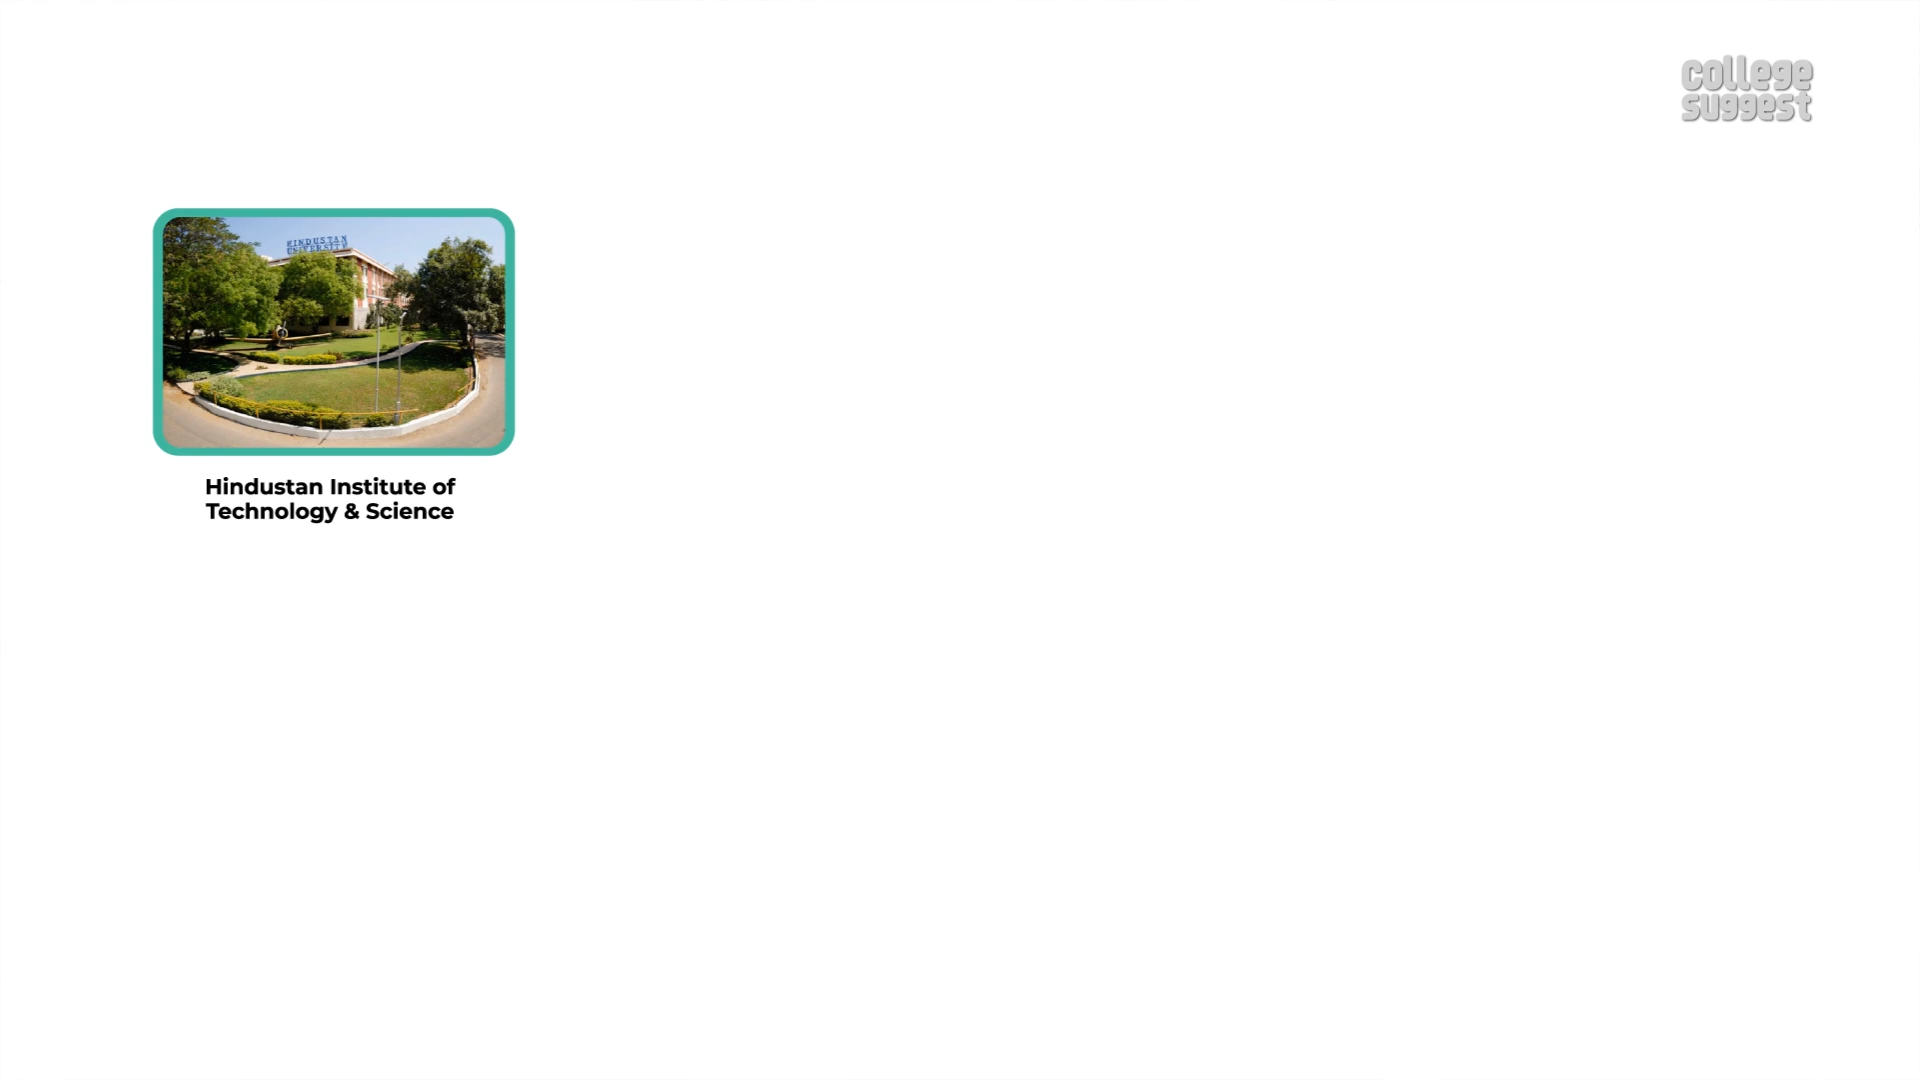 college
suggest
HINDUSTAN
UNIVERSITY
Hindustan Institute of
Technology & Science